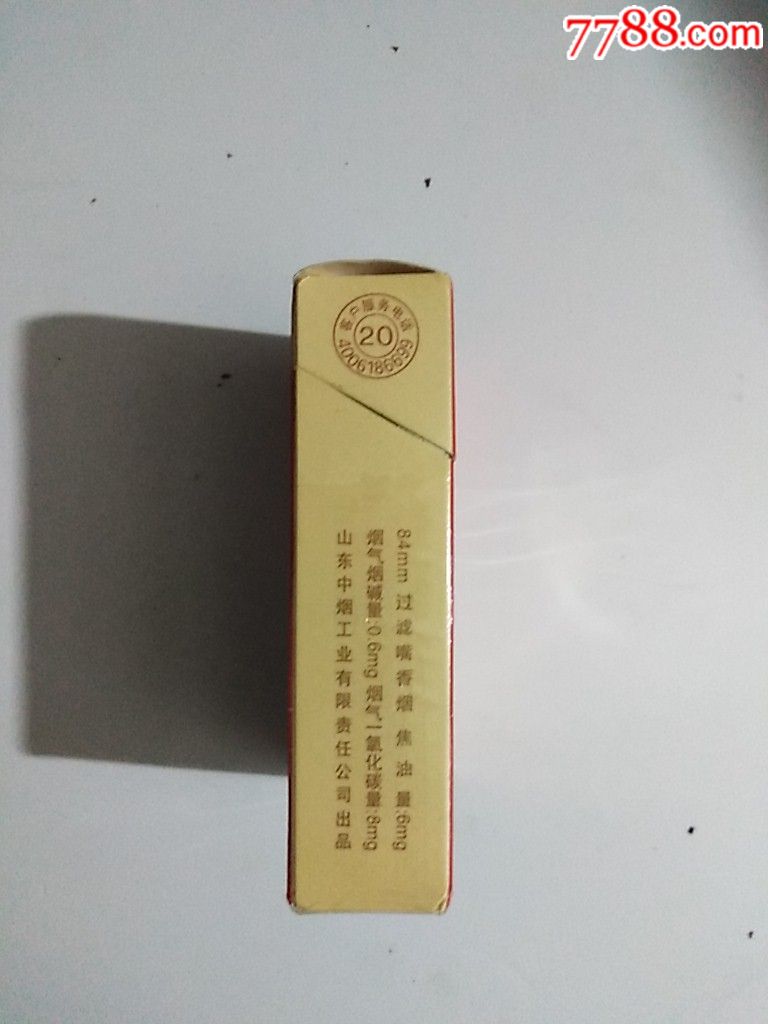 7788.com
客户服务电话
20
4006186699
84mm 过滤嘴香烟 焦油量:6mg
烟气烟碱量:0.6mg 烟气一氧化碳量:8mg
山东中烟工业有限责任公司出品